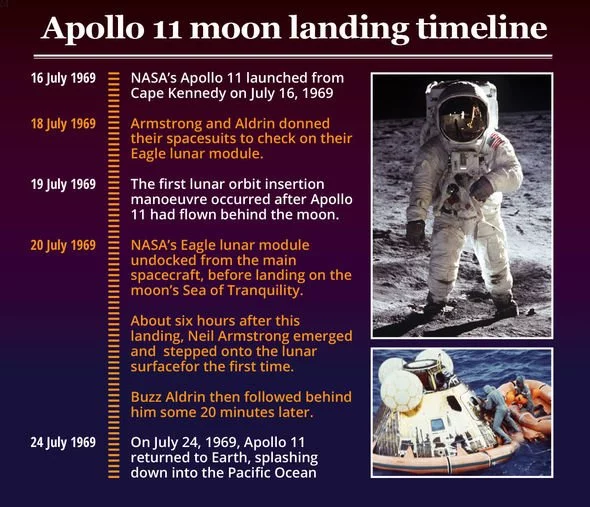 Apollo 11 moon landing timeline
16 July 1969
NASA's Apollo 11 launched from
Cape Kennedy on July 16, 1969
18 July 1969
Armstrong and Aldrin donned
their spacesuits to check on their
Eagle lunar module.
19 July 1969
The first lunar orbit insertion
manoeuvre occurred after Apollo
11 had flown behind the moon.
20 July 1969
NASA's Eagle lunar module
undocked from the main
spacecraft, before landing on the
moon's Sea of Tranquility.
About six hours after this
landing, Neil Armstrong emerged
and stepped onto the lunar
surfacefor the first time.
Buzz Aldrin then followed behind
him some 20 minutes later.
24 July 1969
On July 24, 1969, Apollo 11
returned to Earth, splashing
down into the Pacific Ocean